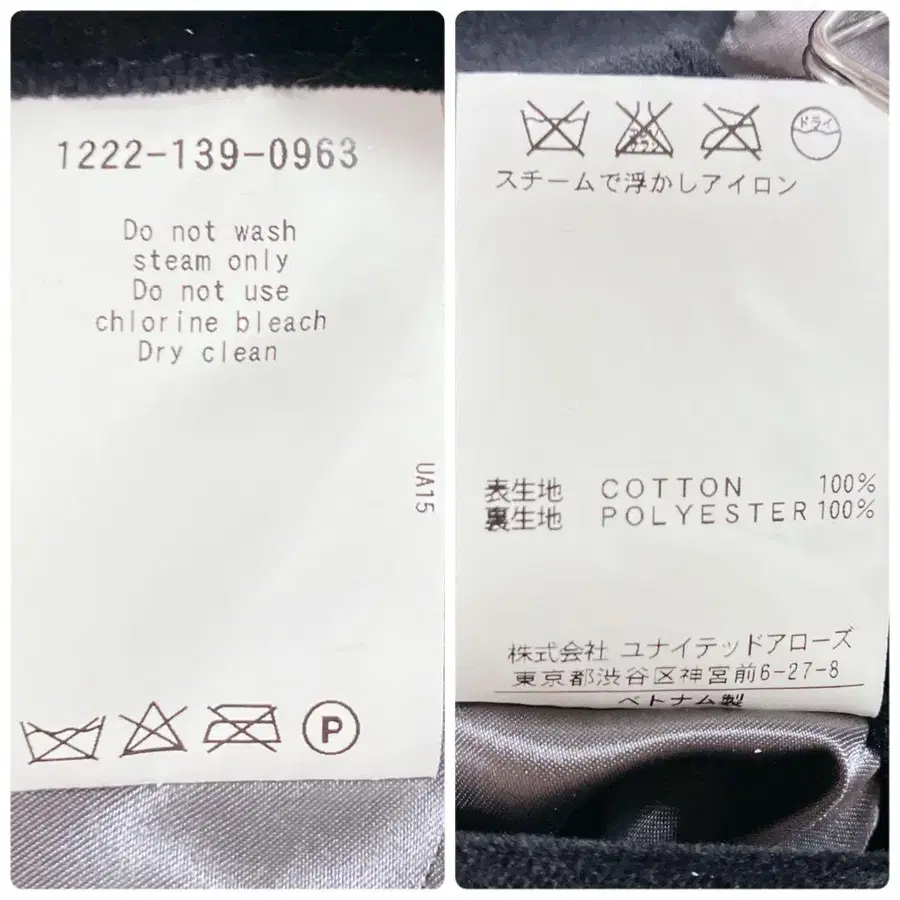 1222-139-0963
Do not wash
steam only
Do not use
chlorine bleach
Dry clean
UA15
P
ドライ
スチームで浮かしアイロン
表生地 COTTON 100%
裏生地 POLYESTER 100%
株式会社 ユナイテッドアローズ
東京都渋谷区神宮前6-27-8
ベトナム製